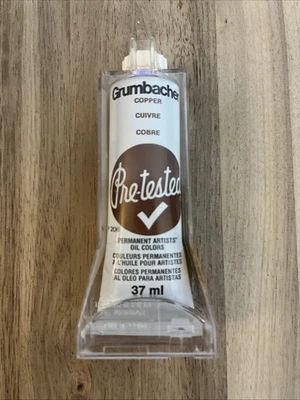 Grumbacher
COPPER
CUIVRE
COBRE
Pre-tested
PERMANENT ARTISTS'
OIL COLORS
COULEURS PERMANENTES
À L'HUILE POUR ARTISTES
COLORES PERMANENTES
AL OLEO PARA ARTISTAS
37 ml